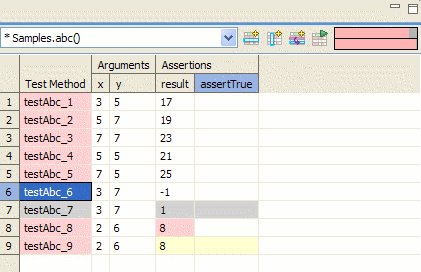 * Samples.abc()
Arguments Assertions
Test Method x y result assertTrue
1 testAbc_1 3 5 17
2 testAbc_2 5 7 19
3 testAbc_3 7 7 23
4 testAbc_4 5 5 21
5 testAbc_5 7 5 25
6 testAbc_6 3 7 -1
7 testAbc_7 3 7 1
8 testAbc_8 2 6 8
9 testAbc_9 2 6 8